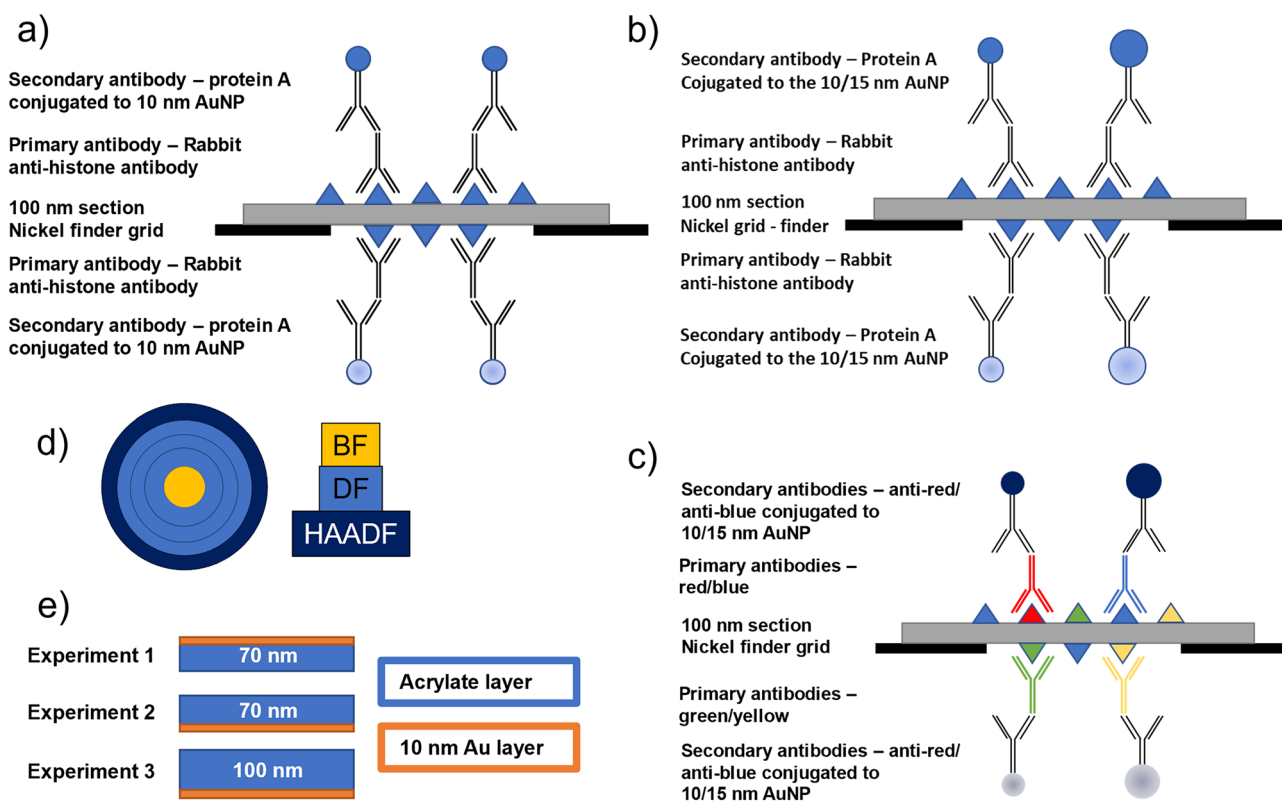 a)
Secondary antibody – protein A
conjugated to 10 nm AuNP
Primary antibody – Rabbit
anti-histone antibody
100 nm section
Nickel finder grid
Primary antibody – Rabbit
anti-histone antibody
Secondary antibody – protein A
conjugated to 10 nm AuNP
b)
Secondary antibody – Protein A
Cojugated to the 10/15 nm AuNP
Primary antibody – Rabbit
anti-histone antibody
100 nm section
Nickel grid - finder
Primary antibody – Rabbit
anti-histone antibody
Secondary antibody – Protein A
Cojugated to the 10/15 nm AuNP
d)
BF
DF
HAADF
c)
Secondary antibodies – anti-red/
anti-blue conjugated to
10/15 nm AuNP
Primary antibodies –
red/blue
100 nm section
Nickel finder grid
Primary antibodies –
green/yellow
Secondary antibodies – anti-red/
anti-blue conjugated to
10/15 nm AuNP
e)
Experiment 1
70 nm
Experiment 2
70 nm
Experiment 3
100 nm
Acrylate layer
10 nm Au layer